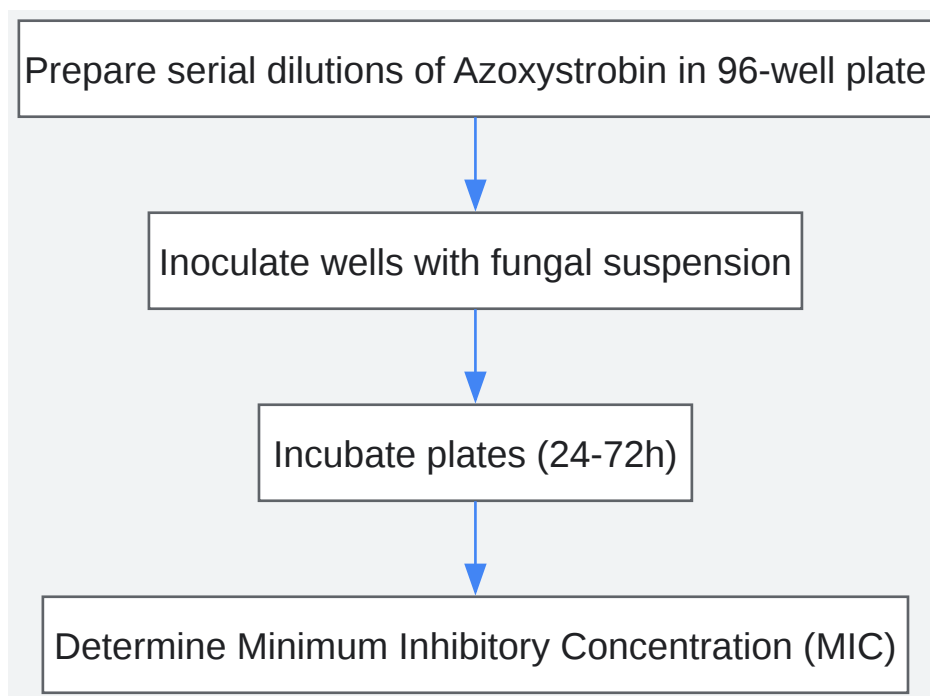 Prepare serial dilutions of Azoxystrobin in 96-well plate
Inoculate wells with fungal suspension
Incubate plates (24-72h)
Determine Minimum Inhibitory Concentration (MIC)